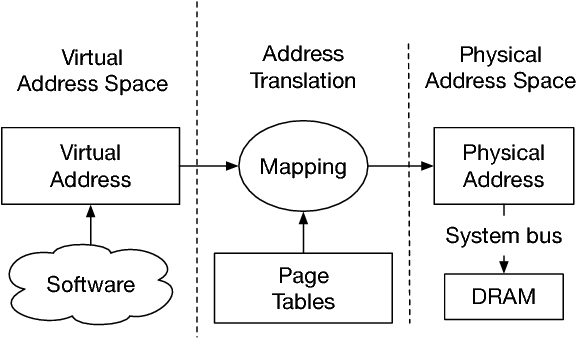 Virtual
Address Space
Address
Translation
Physical
Address Space
Virtual
Address
Mapping
Physical
Address
Software
Page
Tables
System bus
DRAM